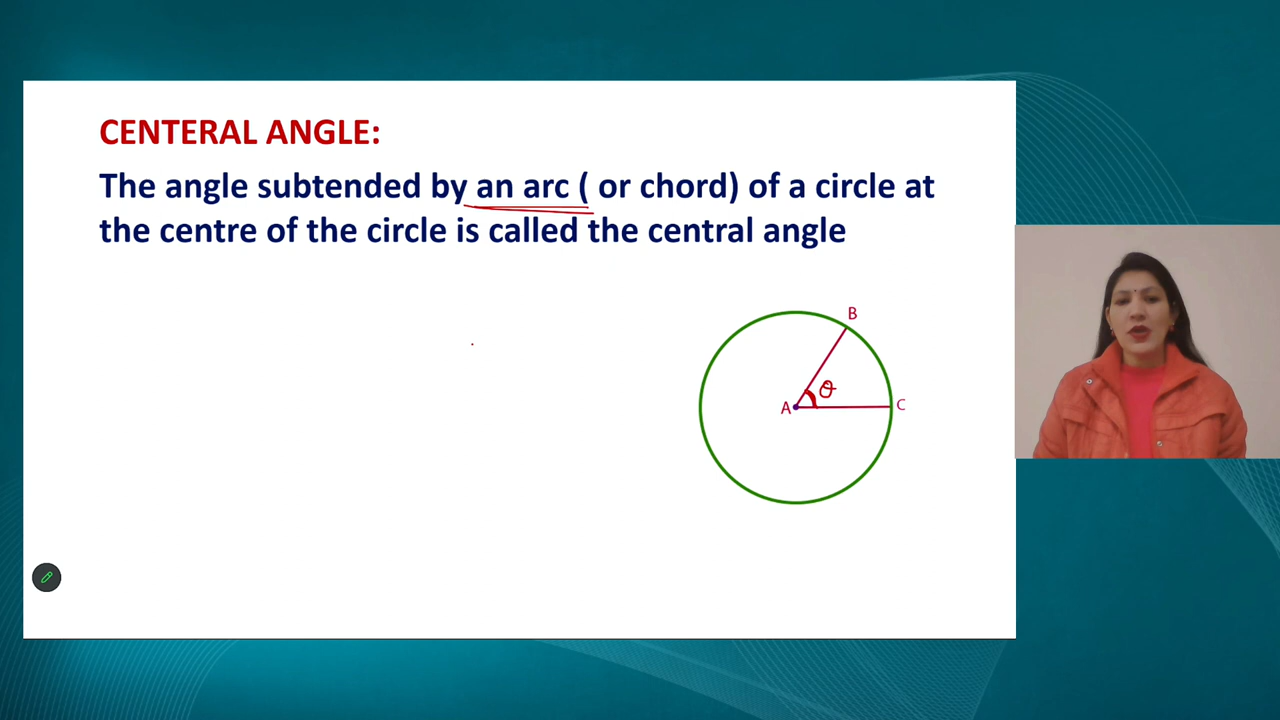 CENTERAL ANGLE:
The angle subtended by an arc ( or chord) of a circle at
the centre of the circle is called the central angle
B
θ
A
C